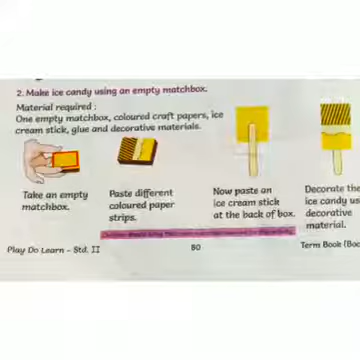 2. Make ice candy using an empty matchbox.
Material required :
One empty matchbox, coloured craft papers, ice
cream stick, glue and decorative materials.
Take an empty
matchbox.
Paste different
coloured paper
strips.
Now paste an
ice cream stick
at the back of box.
Decorate the
ice candy us
decorative
material.
Play Do Learn - Std. II
80
Term Book (Boo